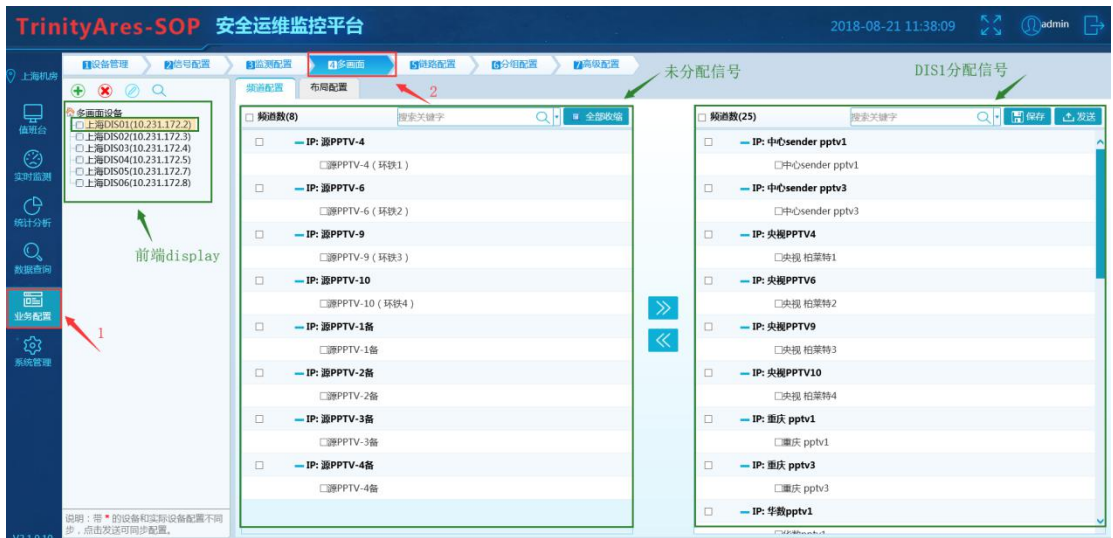 TrinityAres-SOP 安全运维监控平台
2018-08-21 11:38:09
admin
上海机房
1设备管理 2信号配置 3监测配置 4多画面 5链路配置 6分组配置 7高级配置
未分配信号
DIS1分配信号
2
频道配置 布局配置
值班台
实时监测
统计分析
数据查询
业务配置
系统管理
1
多画面设备
上海DIS01(10.231.172.2)
上海DIS02(10.231.172.3)
上海DIS03(10.231.172.4)
上海DIS04(10.231.172.5)
上海DIS05(10.231.172.7)
上海DIS06(10.231.172.8)
前端display
说明：带*的设备和实际设备配置不同
步，点击发送可同步配置。
频道数(8) 搜索关键字 全部收缩
IP: 源PPTV-4
源PPTV-4（环铁1）
IP: 源PPTV-6
源PPTV-6（环铁2）
IP: 源PPTV-9
源PPTV-9（环铁3）
IP: 源PPTV-10
源PPTV-10（环铁4）
IP: 源PPTV-1备
源PPTV-1备
IP: 源PPTV-2备
源PPTV-2备
IP: 源PPTV-3备
源PPTV-3备
IP: 源PPTV-4备
源PPTV-4备
频道数(25) 搜索关键字 保存 发送
IP: 中心sender pptv1
中心sender pptv1
IP: 中心sender pptv3
中心sender pptv3
IP: 央视PPTV4
央视 柏莱特1
IP: 央视PPTV6
央视 柏莱特2
IP: 央视PPTV9
央视 柏莱特3
IP: 央视PPTV10
央视 柏莱特4
IP: 重庆 pptv1
重庆 pptv1
IP: 重庆 pptv3
重庆 pptv3
IP: 华数pptv1